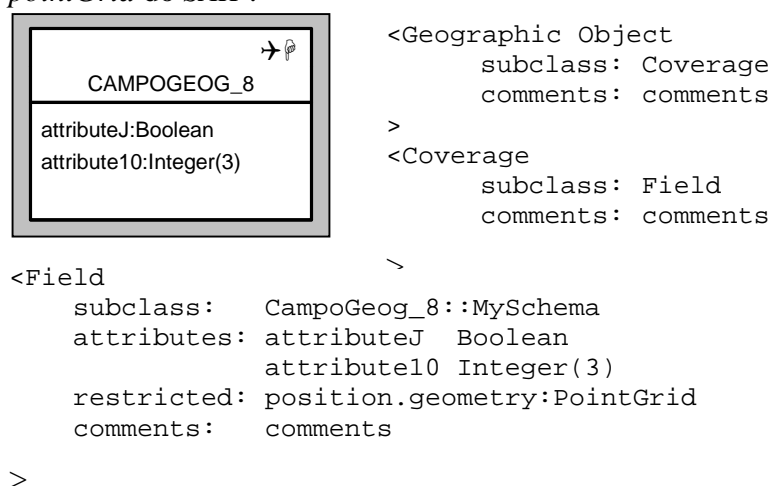 CAMPOGEOG_8
attributeJ:Boolean
attribute10:Integer(3)
<Geographic Object
subclass: Coverage
comments: comments
>
<Coverage
subclass: Field
comments: comments
>
<Field
subclass: CampoGeog_8::MySchema
attributes: attributeJ Boolean
attribute10 Integer(3)
restricted: position.geometry:PointGrid
comments: comments
>